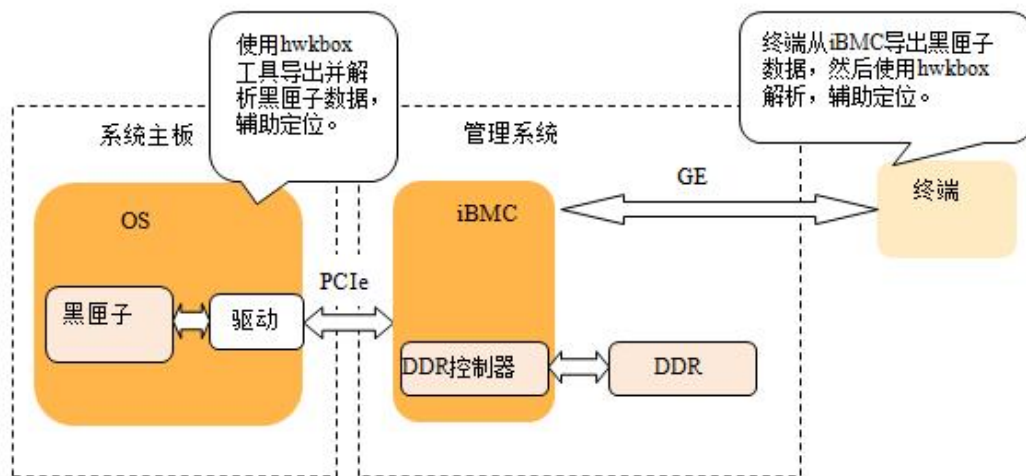 使用hwkbox
工具导出并解
析黑匣子数据，
辅助定位。
终端从iBMC导出黑匣子
数据，然后使用hwkbox
解析，辅助定位。
系统主板
管理系统
OS
iBMC
GE
终端
PCIe
黑匣子
驱动
DDR控制器
DDR